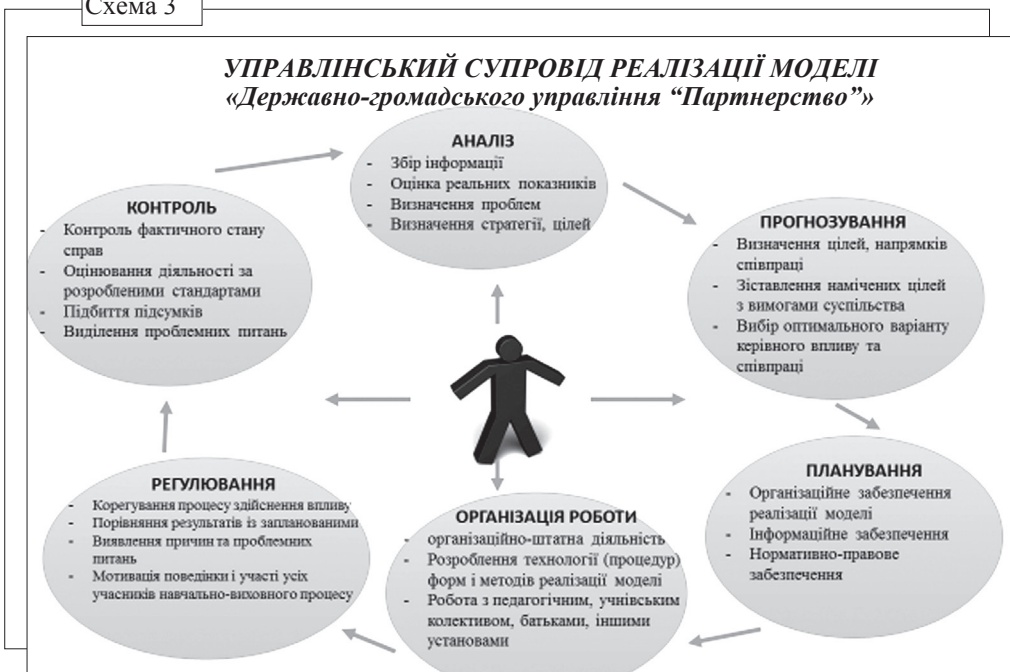 Схема 3
УПРАВЛІНСЬКИЙ СУПРОВІД РЕАЛІЗАЦІЇ МОДЕЛІ
«Державно-громадського управління “Партнерство”»
АНАЛІЗ
- Збір інформації
- Оцінка реальних показників
- Визначення проблем
- Визначення стратегії, цілей
ПРОГНОЗУВАННЯ
- Визначення цілей, напрямків
співпраці
- Зіставлення намічених цілей
з вимогами суспільства
- Вибір оптимального варіанту
керівного впливу та
співпраці
ПЛАНУВАННЯ
- Організаційне забезпечення
реалізації моделі
- Інформаційне забезпечення
- Нормативно-правове
забезпечення
ОРГАНІЗАЦІЯ РОБОТИ
- організаційно-штатна діяльність
- Розроблення технології (процедур)
форм і методів реалізації моделі
- Робота з педагогічним, учнівським
колективом, батьками, іншими
установами
РЕГУЛЮВАННЯ
- Корегування процесу здійснення впливу
- Порівняння результатів із запланованими
- Виявлення причин та проблемних
питань
- Мотивація поведінки і участі усіх
учасників навчально-виховного процесу
КОНТРОЛЬ
- Контроль фактичного стану
справ
- Оцінювання діяльності за
розробленими стандартами
- Підбиття підсумків
- Виділення проблемних питань